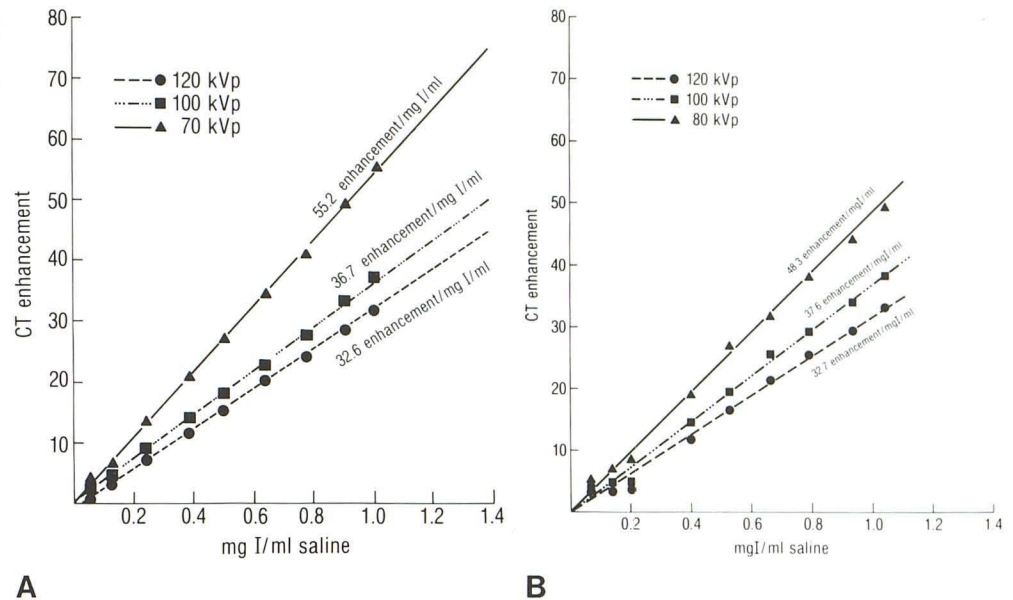 80
70
60
50
40
30
20
10
CT enhancement
120 kVp
100 kVp
70 kVp
55.2 enhancement/mg I/ml
36.7 enhancement/mg I/ml
32.6 enhancement/mg I/ml
0.2 0.4 0.6 0.8 1.0 1.2 1.4
mg I/ml saline
A
80
70
60
50
40
30
20
10
CT enhancement
120 kVp
100 kVp
80 kVp
48.3 enhancement/mgI/ml
37.6 enhancement/mgI/ml
32.7 enhancement/mgI/ml
0.2 0.4 0.6 0.8 1.0 1.2 1.4
mgI/ml saline
B